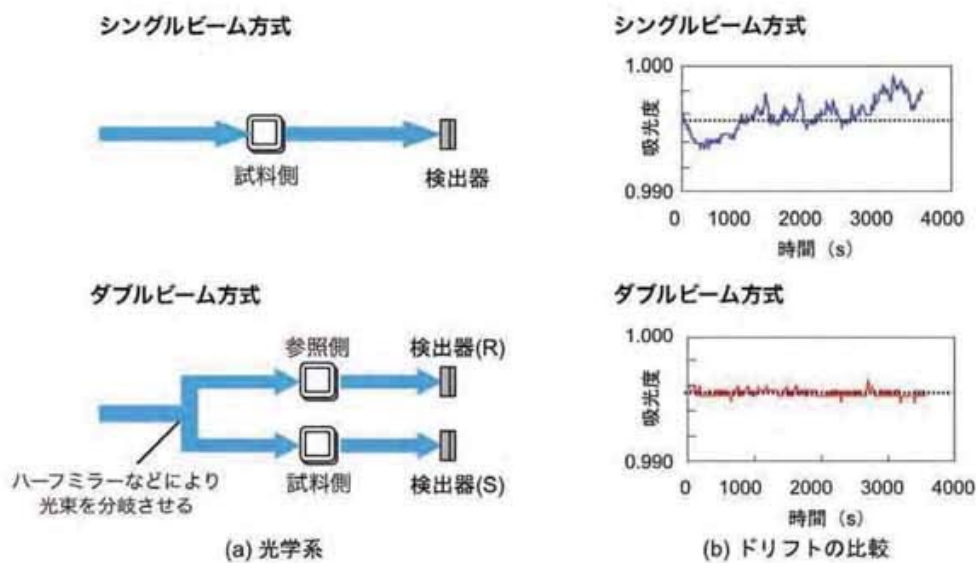 シングルビーム方式
試料側
検出器
ダブルビーム方式
参照側
検出器(R)
ハーフミラーなどにより
光束を分岐させる
試料側
検出器(S)
(a) 光学系
シングルビーム方式
1.000
吸光度
0.990
0 1000 2000 3000 4000
時間（s）
ダブルビーム方式
1.000
吸光度
0.990
0 1000 2000 3000 4000
時間（s）
(b) ドリフトの比較